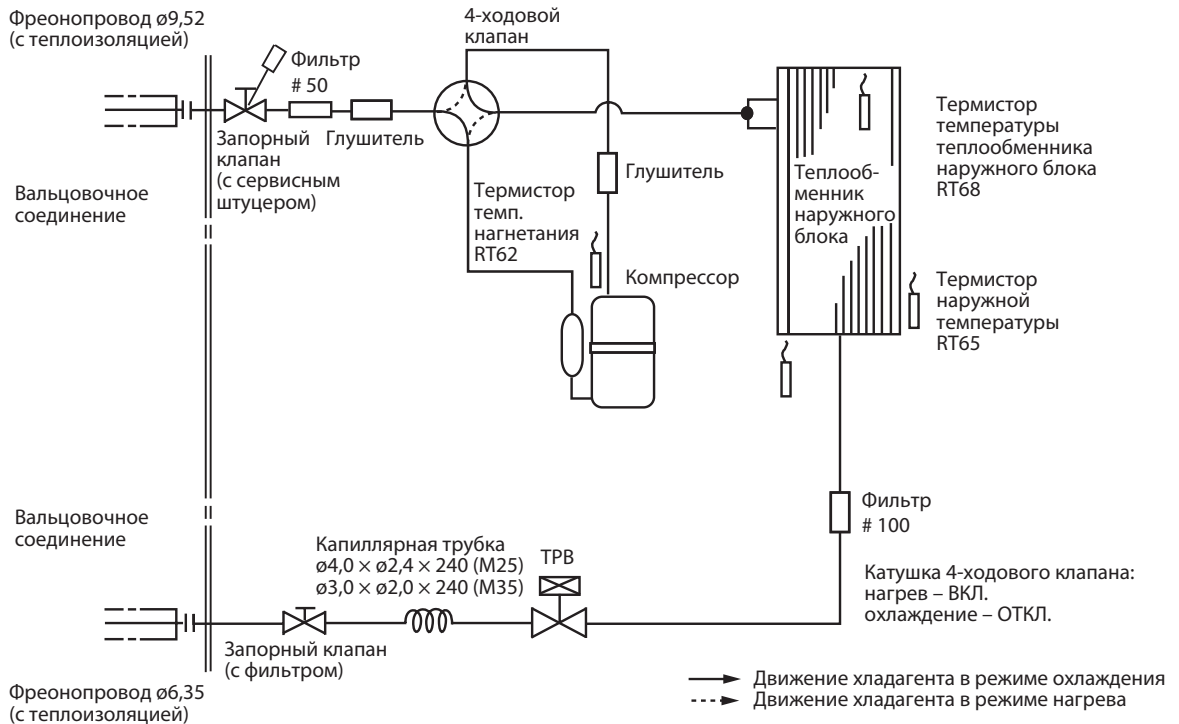 Фреонопровод ø9,52
(с теплоизоляцией)
4-ходовой
клапан
Фильтр
# 50
Запорный
клапан
(с сервисным
штуцером)
Глушитель
Вальцовочное
соединение
Термистор
темп.
нагнетания
RT62
Глушитель
Компрессор
Теплооб-
менник
наружного
блока
Термистор
температуры
теплообменника
наружного блока
RT68
Термистор
наружной
температуры
RT65
Вальцовочное
соединение
Капиллярная трубка
ø4,0 × ø2,4 × 240 (M25)
ø3,0 × ø2,0 × 240 (M35)
ТРВ
Фильтр
# 100
Катушка 4-ходового клапана:
нагрев – ВКЛ.
охлаждение – ОТКЛ.
Запорный клапан
(с фильтром)
Фреонопровод ø6,35
(с теплоизоляцией)
Движение хладагента в режиме охлаждения
Движение хладагента в режиме нагрева